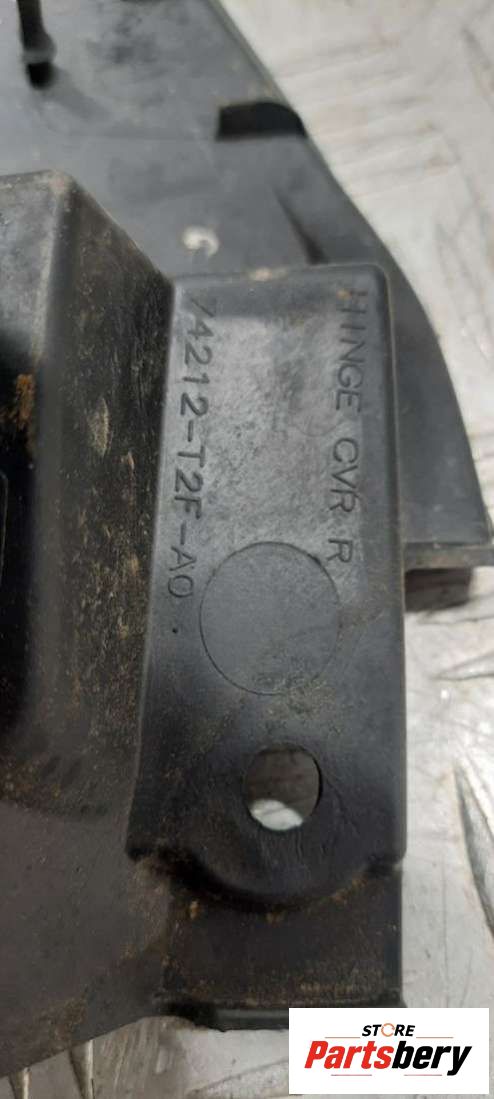 HINGE CVR R
74212-T2F-A0
STORE
Partsbery